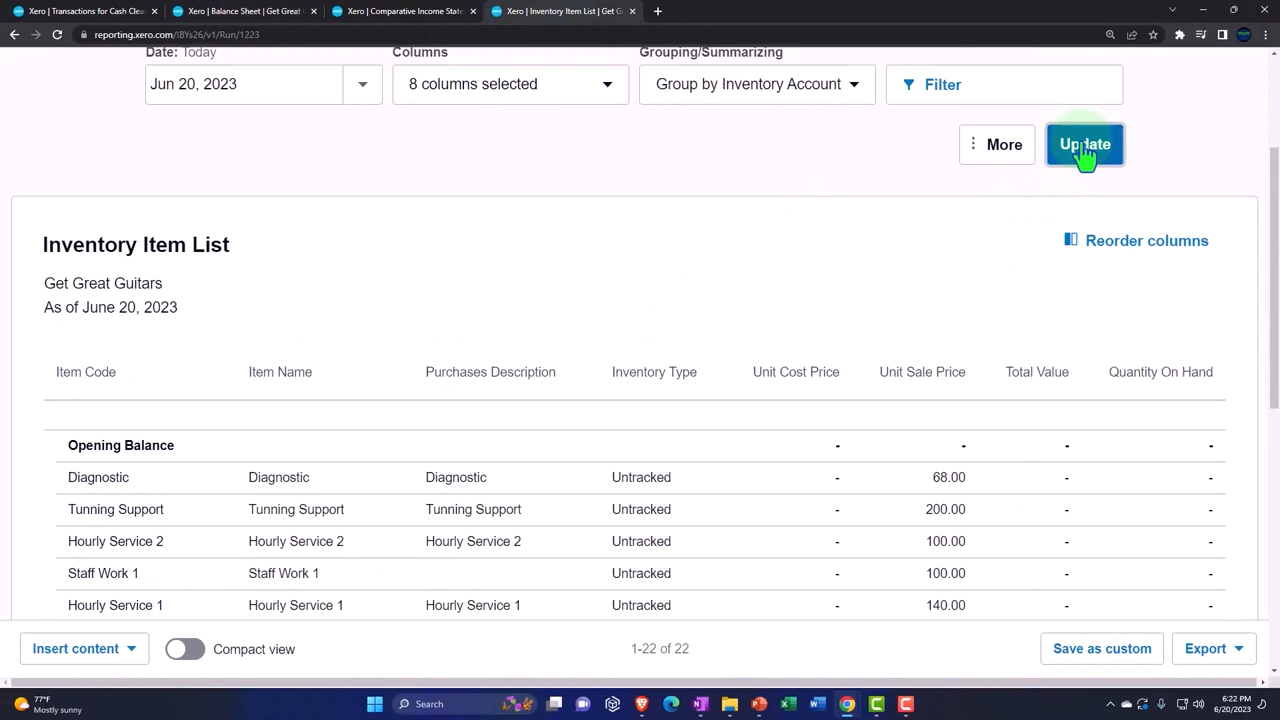 Xero | Transactions for Cash Clea
Xero | Balance Sheet | Get Great
Xero | Comparative Income State
Xero | Inventory Item List | Get G
reporting.xero.com/!BYs26/v1/Run/1223
Date: Today
Columns
Grouping/Summarizing
Jun 20, 2023
8 columns selected
Group by Inventory Account
Filter
More
Update
Inventory Item List
Reorder columns
Get Great Guitars
As of June 20, 2023
Item Code Item Name Purchases Description Inventory Type Unit Cost Price Unit Sale Price Total Value Quantity On Hand
Opening Balance - - - -
Diagnostic Diagnostic Diagnostic Untracked - 68.00 - -
Tunning Support Tunning Support Tunning Support Untracked - 200.00 - -
Hourly Service 2 Hourly Service 2 Hourly Service 2 Untracked - 100.00 - -
Staff Work 1 Staff Work 1 Untracked - 100.00 - -
Hourly Service 1 Hourly Service 1 Hourly Service 1 Untracked - 140.00 - -
Insert content
Compact view
1-22 of 22
Save as custom
Export
77°F
Mostly sunny
Search
6:22 PM
6/20/2023